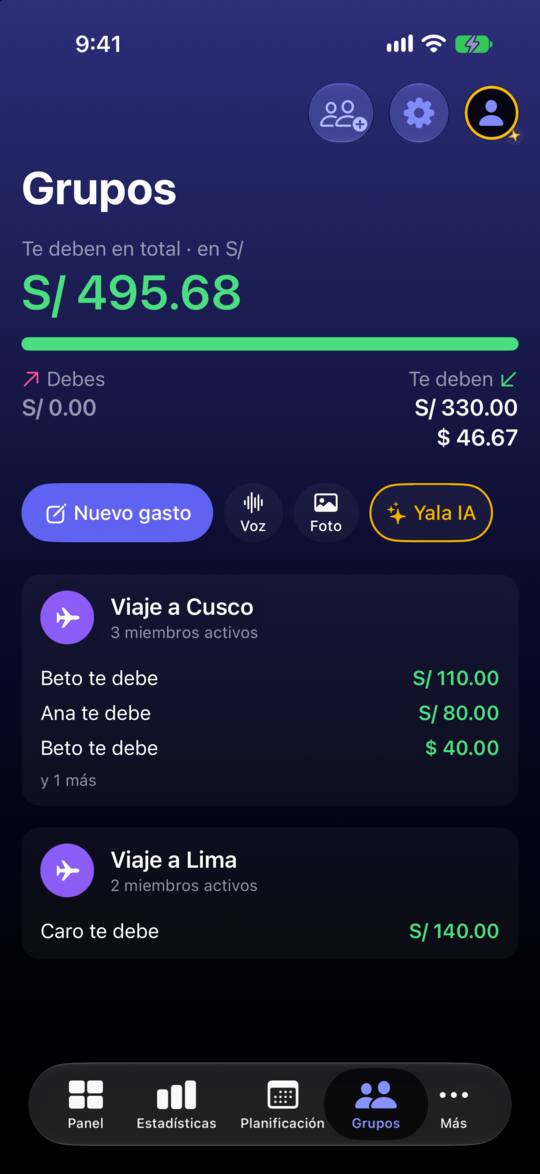 9:41
Grupos
Te deben en total · en S/
S/ 495.68
Debes
Te deben
S/ 0.00
S/ 330.00
$ 46.67
Nuevo gasto
Voz
Foto
Yala IA
Viaje a Cusco
3 miembros activos
Beto te debe S/ 110.00
Ana te debe S/ 80.00
Beto te debe $ 40.00
y 1 más
Viaje a Lima
2 miembros activos
Caro te debe S/ 140.00
Panel
Estadísticas
Planificación
Grupos
Más